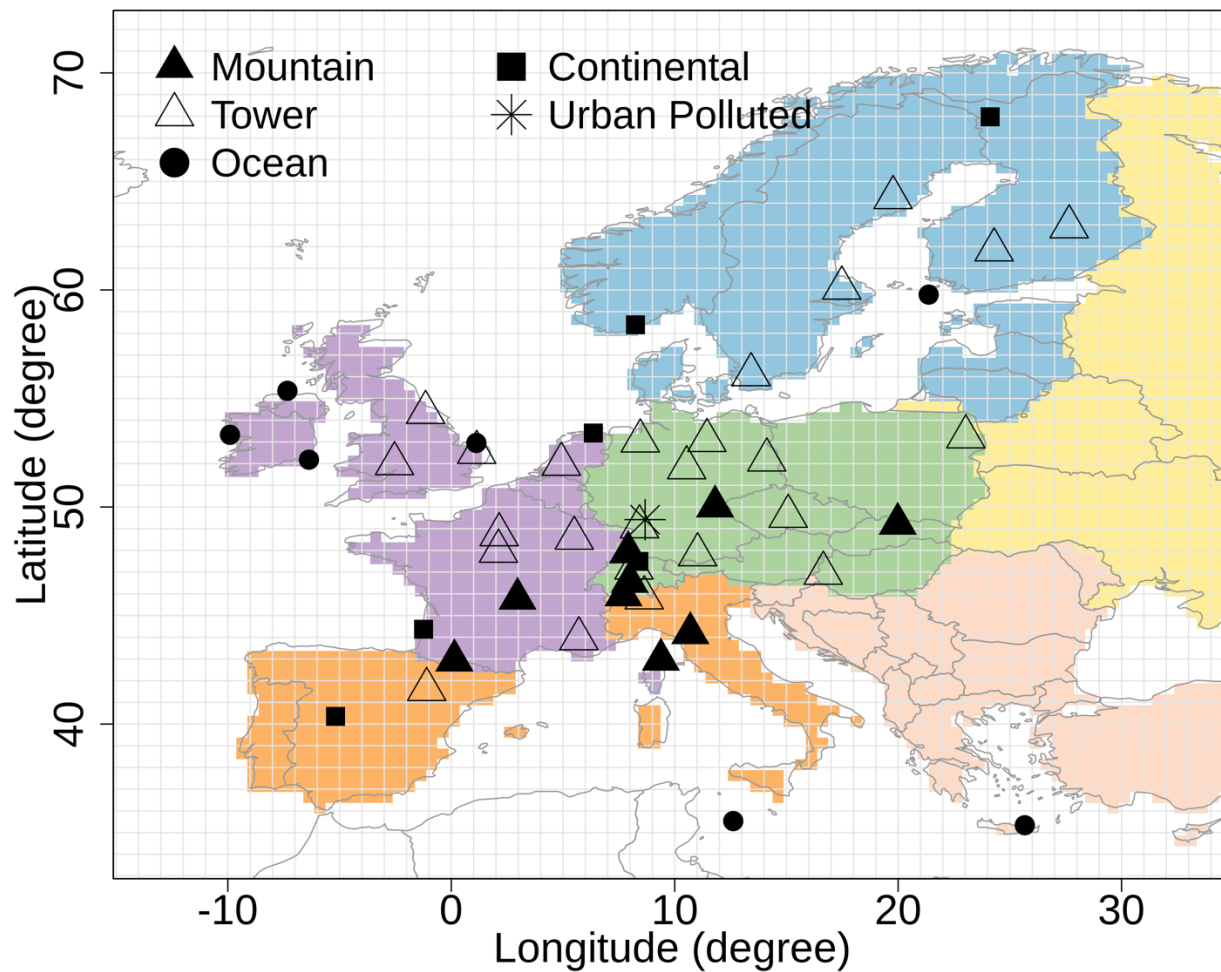 Mountain
Tower
Ocean
Continental
Urban Polluted
70
60
50
40
Latitude (degree)
-10 0 10 20 30
Longitude (degree)